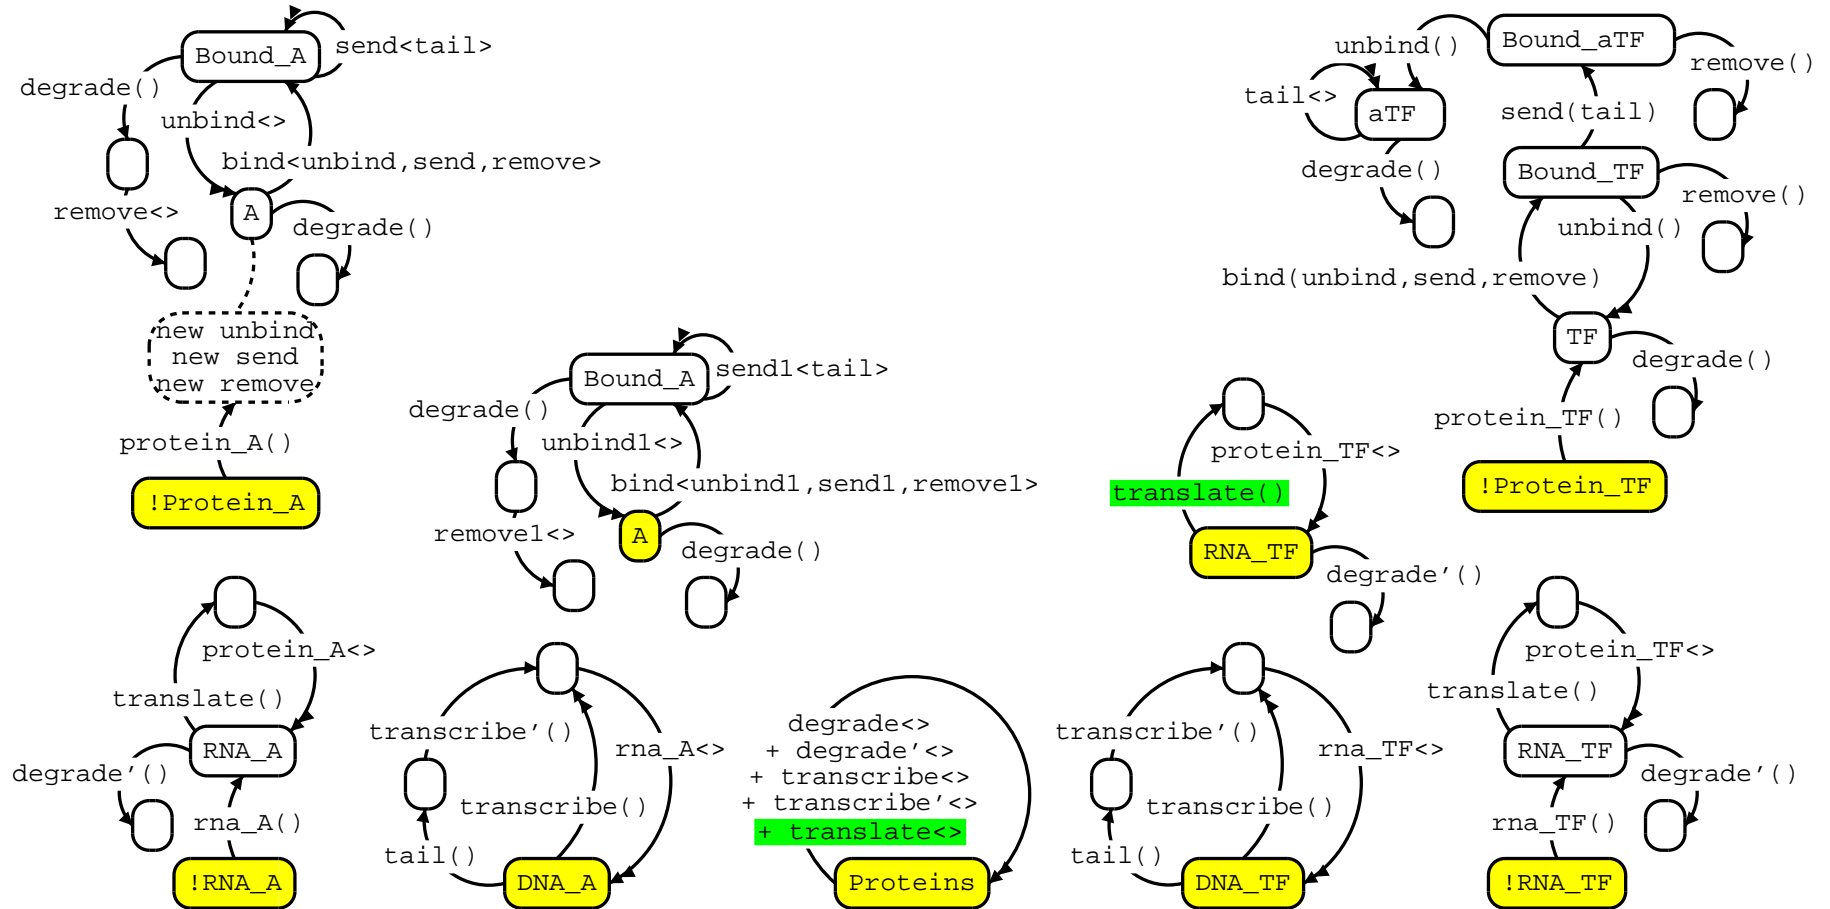 Bound_A
send<tail>
degrade()
unbind<>
bind<unbind,send,remove>
remove<>
A
degrade()
new unbind
new send
new remove
protein_A()
!Protein_A
Bound_A
send1<tail>
degrade()
unbind1<>
bind<unbind1,send1,remove1>
remove1<>
A
degrade()
unbind()
Bound_aTF
remove()
tail<>
aTF
send(tail)
degrade()
Bound_TF
remove()
unbind()
bind(unbind,send,remove)
TF
degrade()
protein_TF()
!Protein_TF
protein_TF<>
translate()
RNA_TF
degrade'()
protein_A<>
translate()
RNA_A
degrade'()
rna_A()
!RNA_A
transcribe'()
rna_A<>
transcribe()
tail()
DNA_A
degrade<>
+ degrade'<>
+ transcribe<>
+ transcribe'<>
+ translate<>
Proteins
transcribe'()
rna_TF<>
transcribe()
tail()
DNA_TF
protein_TF<>
translate()
RNA_TF
degrade'()
rna_TF()
!RNA_TF